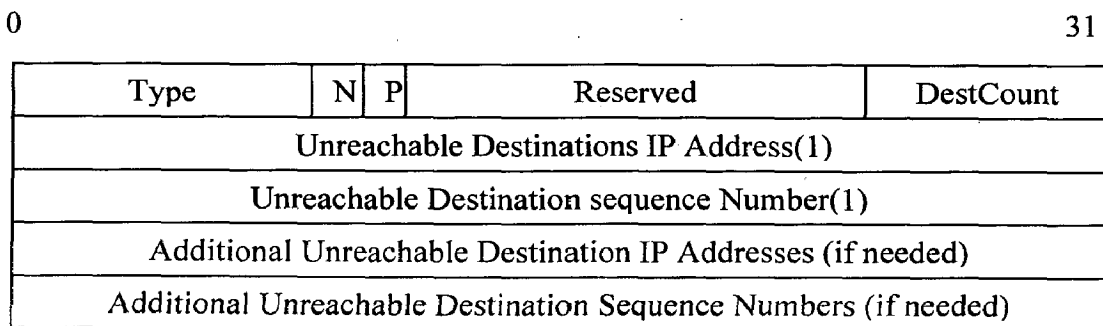 0 31
Type N P Reserved DestCount
Unreachable Destinations IP Address(1)
Unreachable Destination sequence Number(1)
Additional Unreachable Destination IP Addresses (if needed)
Additional Unreachable Destination Sequence Numbers (if needed)